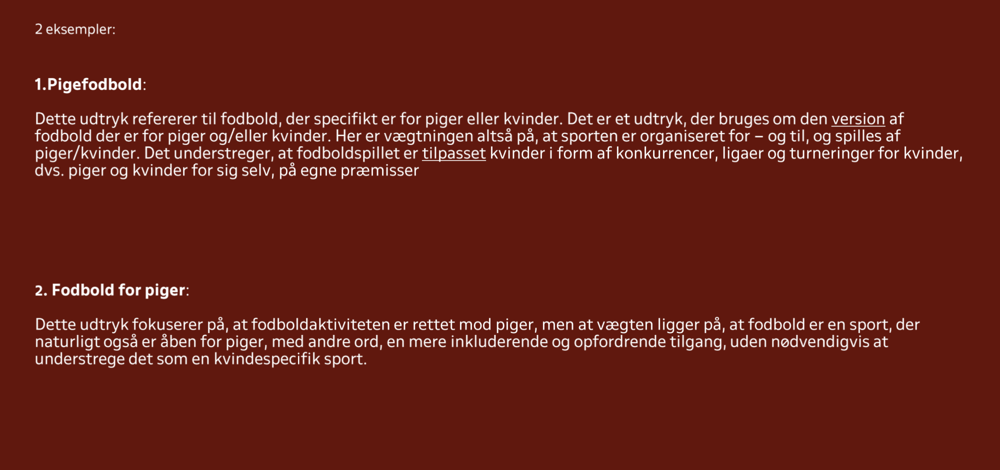 2 eksempler:
1.Pigefodbold:
Dette udtryk refererer til fodbold, der specifikt er for piger eller kvinder. Det er et udtryk, der bruges om den version af
fodbold der er for piger og/eller kvinder. Her er vægtningen altså på, at sporten er organiseret for – og til, og spilles af
piger/kvinder. Det understreger, at fodboldspillet er tilpasset kvinder i form af konkurrencer, ligaer og turneringer for kvinder,
dvs. piger og kvinder for sig selv, på egne præmisser
2. Fodbold for piger:
Dette udtryk fokuserer på, at fodboldaktiviteten er rettet mod piger, men at vægten ligger på, at fodbold er en sport, der
naturligt også er åben for piger, med andre ord, en mere inkluderende og opfordrende tilgang, uden nødvendigvis at
understrege det som en kvindespecifik sport.